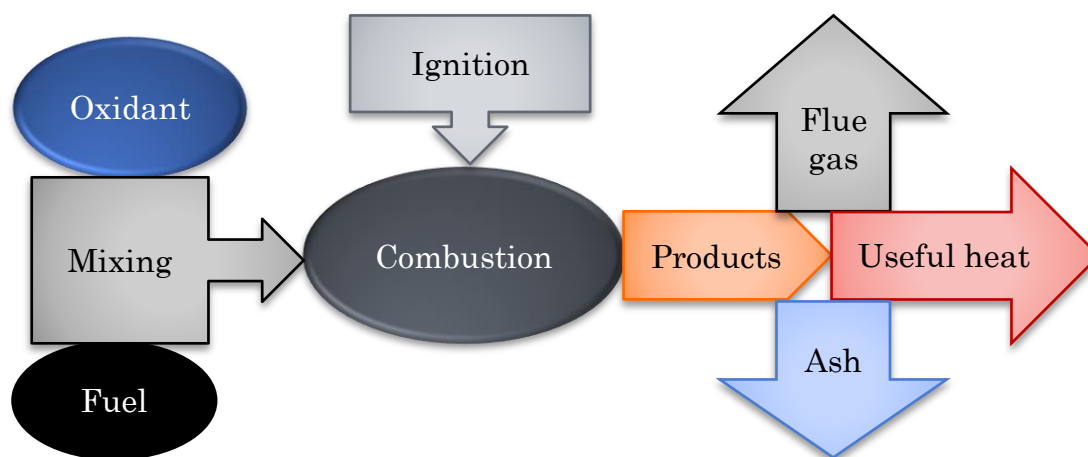 Oxidant
Mixing
Fuel
Ignition
Combustion
Products
Flue
gas
Useful heat
Ash